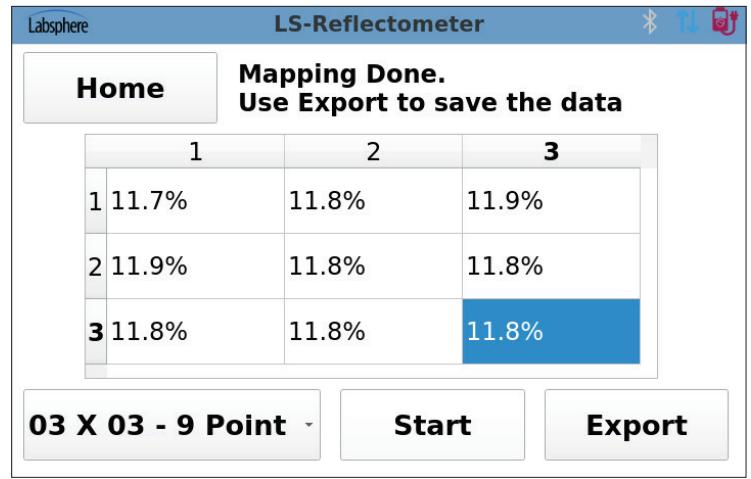 Labsphere LS-Reflectometer
Home
Mapping Done.
Use Export to save the data
1 2 3
1 11.7% 11.8% 11.9%
2 11.9% 11.8% 11.8%
3 11.8% 11.8% 11.8%
03 X 03 - 9 Point Start Export